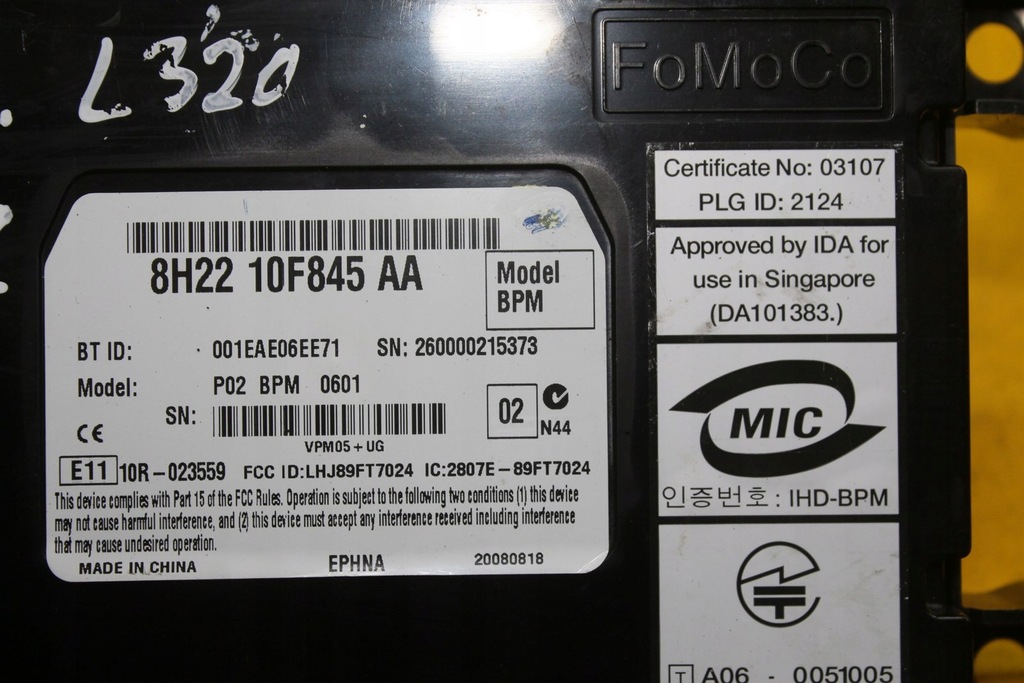 L320
FoMoCo
8H22 10F845 AA
Model
BPM
BT ID: 001EAE06EE71 SN: 260000215373
Model: P02 BPM 0601
SN:
02
N44
CE
VPM05+UG
E11 10R-023559 FCC ID:LHJ89FT7024 IC:2807E-89FT7024
This device complies with Part 15 of the FCC Rules. Operation is subject to the following two conditions (1) this device
may not cause harmful interference, and (2) this device must accept any interference received including interference
that may cause undesired operation.
MADE IN CHINA EPHNA 20080818
Certificate No: 03107
PLG ID: 2124
Approved by IDA for
use in Singapore
(DA101383.)
MIC
인증번호: IHD-BPM
T A06 - 0051005